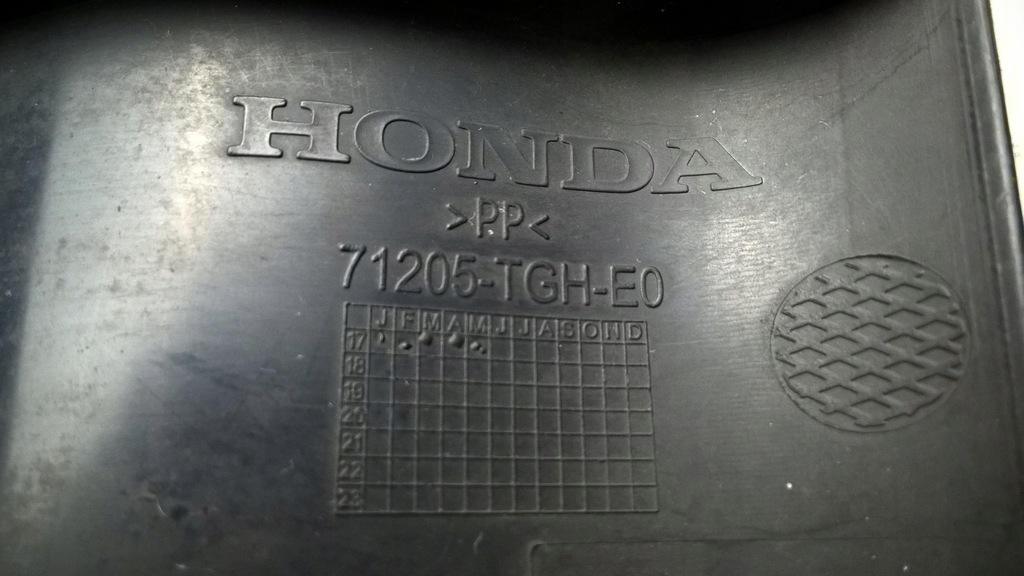 HONDA
>PP<
71205-TGH-E0
J F M A M J J A S O N D
17
18
19
20
21
22
23